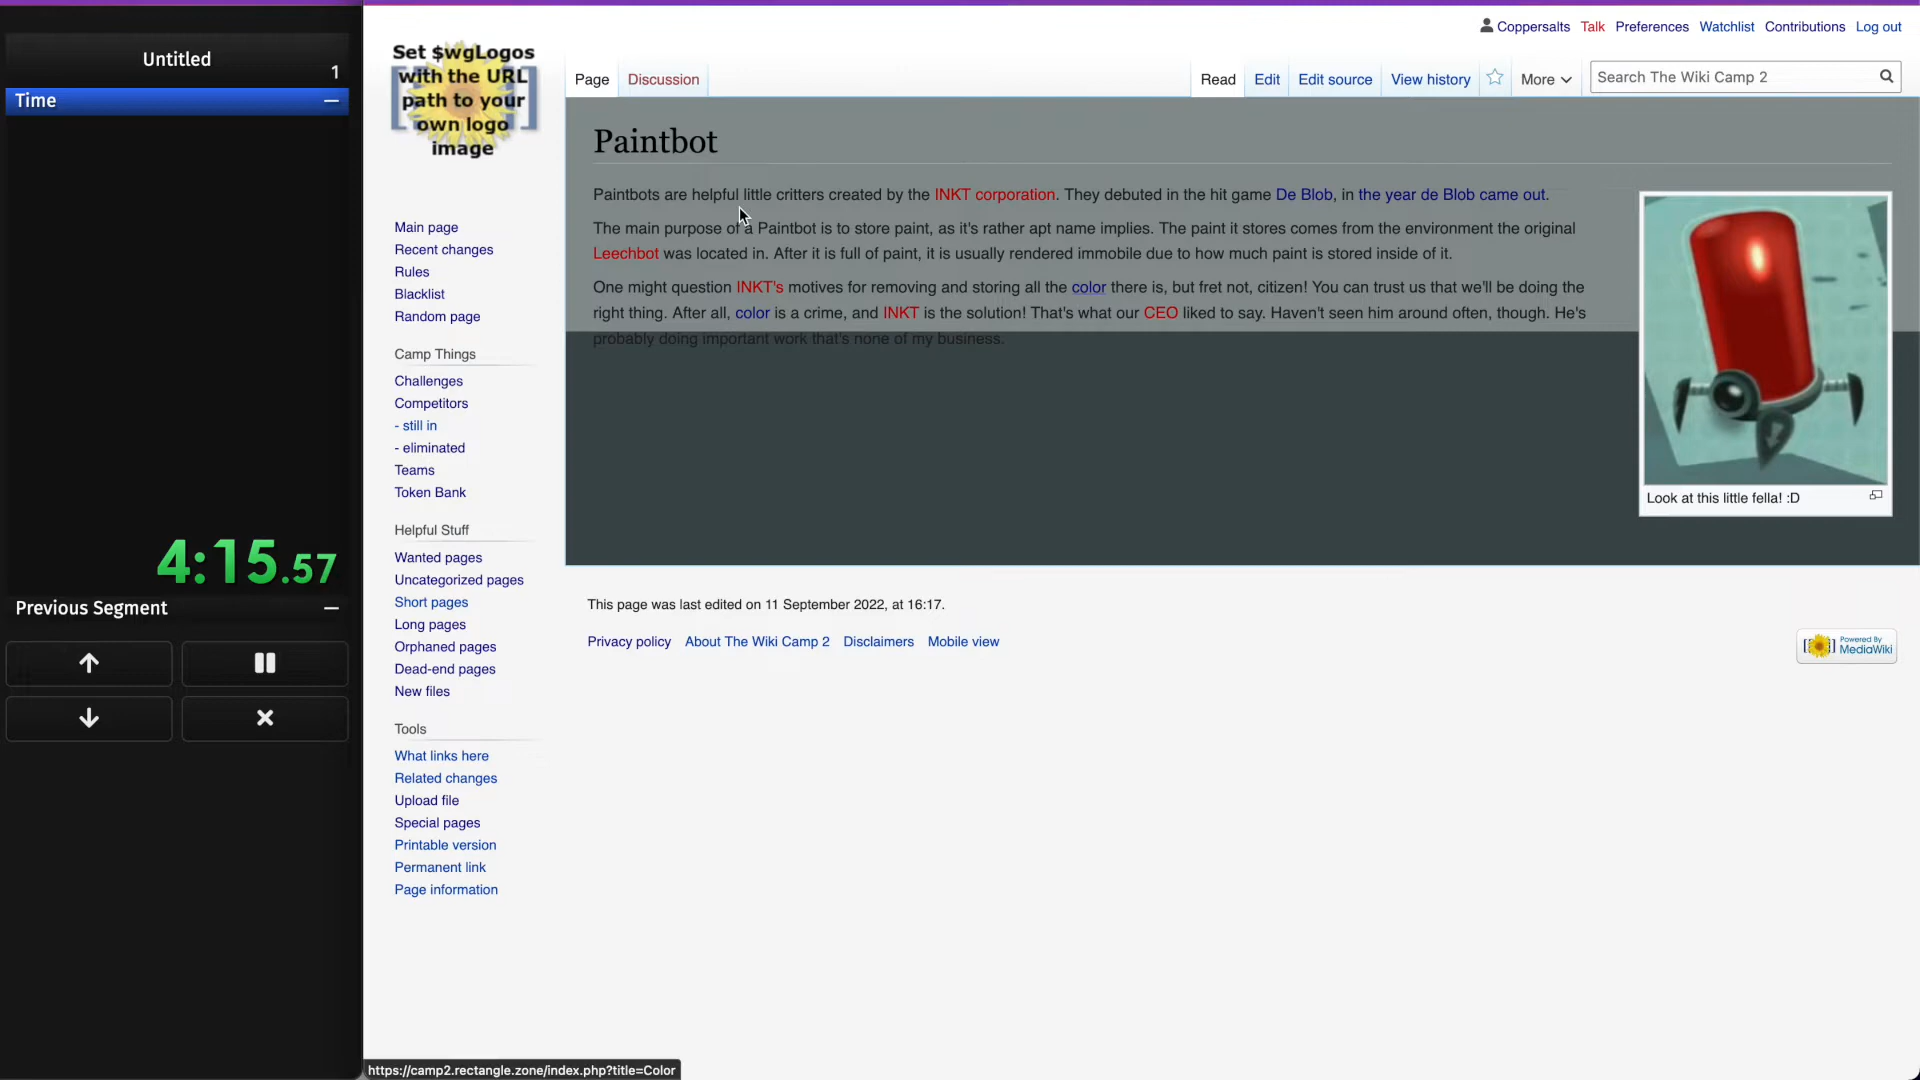 Untitled
1
Time —
4:15.57
Previous Segment —
Set $wgLogos
with the URL
path to your
own logo
image
Main page
Recent changes
Rules
Blacklist
Random page
Camp Things
Challenges
Competitors
- still in
- eliminated
Teams
Token Bank
Helpful Stuff
Wanted pages
Uncategorized pages
Short pages
Long pages
Orphaned pages
Dead-end pages
New files
Tools
What links here
Related changes
Upload file
Special pages
Printable version
Permanent link
Page information
Coppersalts Talk Preferences Watchlist Contributions Log out
Page Discussion Read Edit Edit source View history More Search The Wiki Camp 2
Paintbot
Paintbots are helpful little critters created by the INKT corporation. They debuted in the hit game De Blob, in the year de Blob came out.
The main purpose of a Paintbot is to store paint, as it's rather apt name implies. The paint it stores comes from the environment the original
Leechbot was located in. After it is full of paint, it is usually rendered immobile due to how much paint is stored inside of it.
One might question INKT's motives for removing and storing all the color there is, but fret not, citizen! You can trust us that we'll be doing the
right thing. After all, color is a crime, and INKT is the solution! That's what our CEO liked to say. Haven't seen him around often, though. He's
probably doing important work that's none of my business.
Look at this little fella! :D
This page was last edited on 11 September 2022, at 16:17.
Privacy policy About The Wiki Camp 2 Disclaimers Mobile view
Powered By
MediaWiki
https://camp2.rectangle.zone/index.php?title=Color